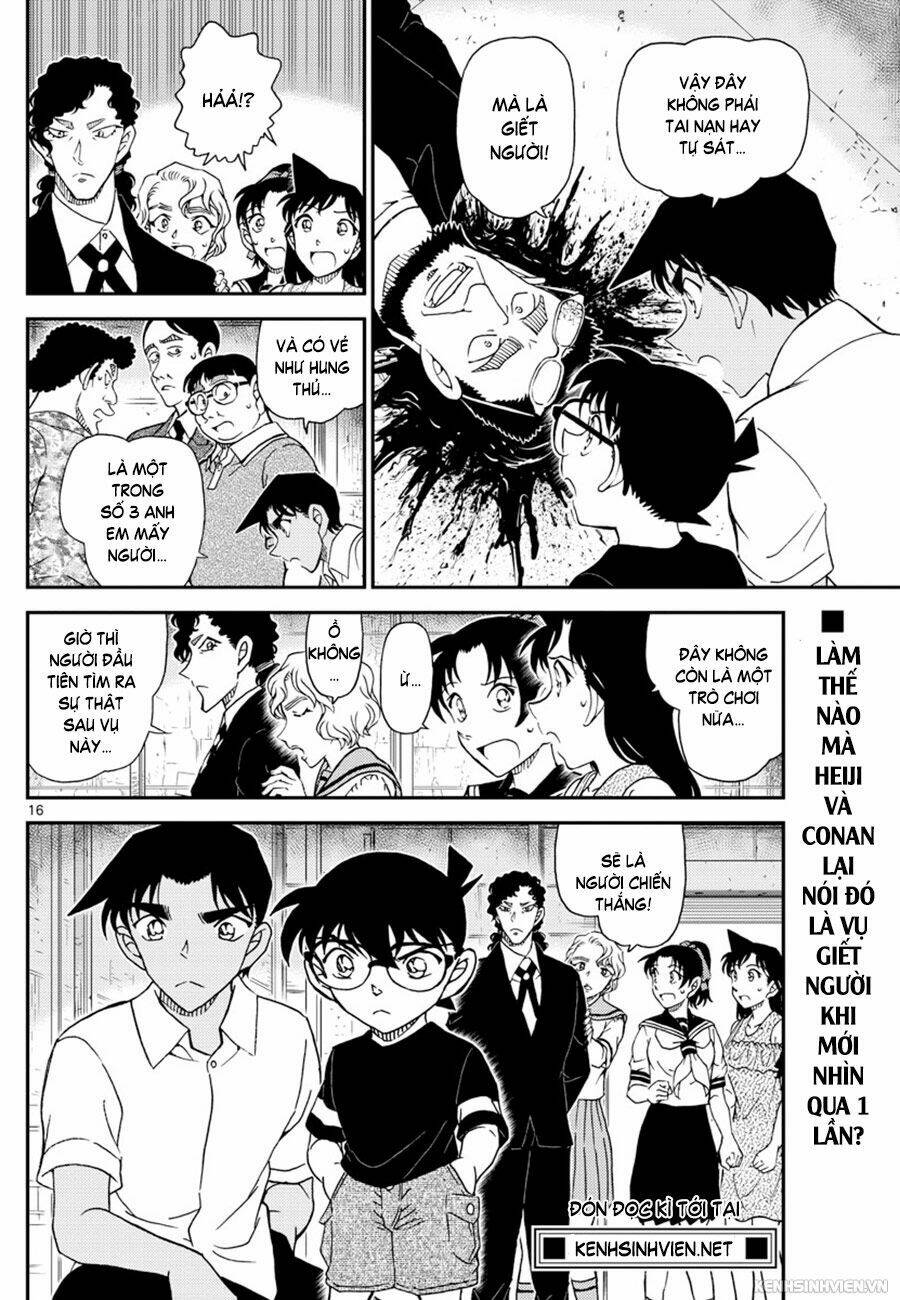 VẬY ĐÂY
KHÔNG PHẢI
TAI NẠN HAY
TỰ SÁT...
MÀ LÀ
GIẾT
NGƯỜI!
HẢẢ!?
VÀ CÓ VẺ
NHƯ HUNG
THỦ,
LÀ MỘT
TRONG
SỐ 3 ANH
EM MẤY
NGƯỜI...
ĐÂY KHÔNG
CÒN LÀ MỘT
TRÒ CHƠI
NỮA...
Ừ...
Ồ
KHÔNG
...
GIỜ THÌ
NGƯỜI ĐẦU
TIÊN TÌM RA
SỰ THẬT
SAU VỤ
NÀY...
16
SẼ LÀ
NGƯỜI CHIẾN
THẮNG!
LÀM
THẾ
NÀO
MÀ
HEIJI
VÀ
CONAN
LẠI
NÓI ĐÓ
LÀ VỤ
GIẾT
NGƯỜI
KHI
MỚI
NHÌN
QUA 1
LẦN?
ĐÓN ĐỌC KÌ TỚI TẠI
KENHSINHVIEN.NET
KENHSINHVIEN.VN